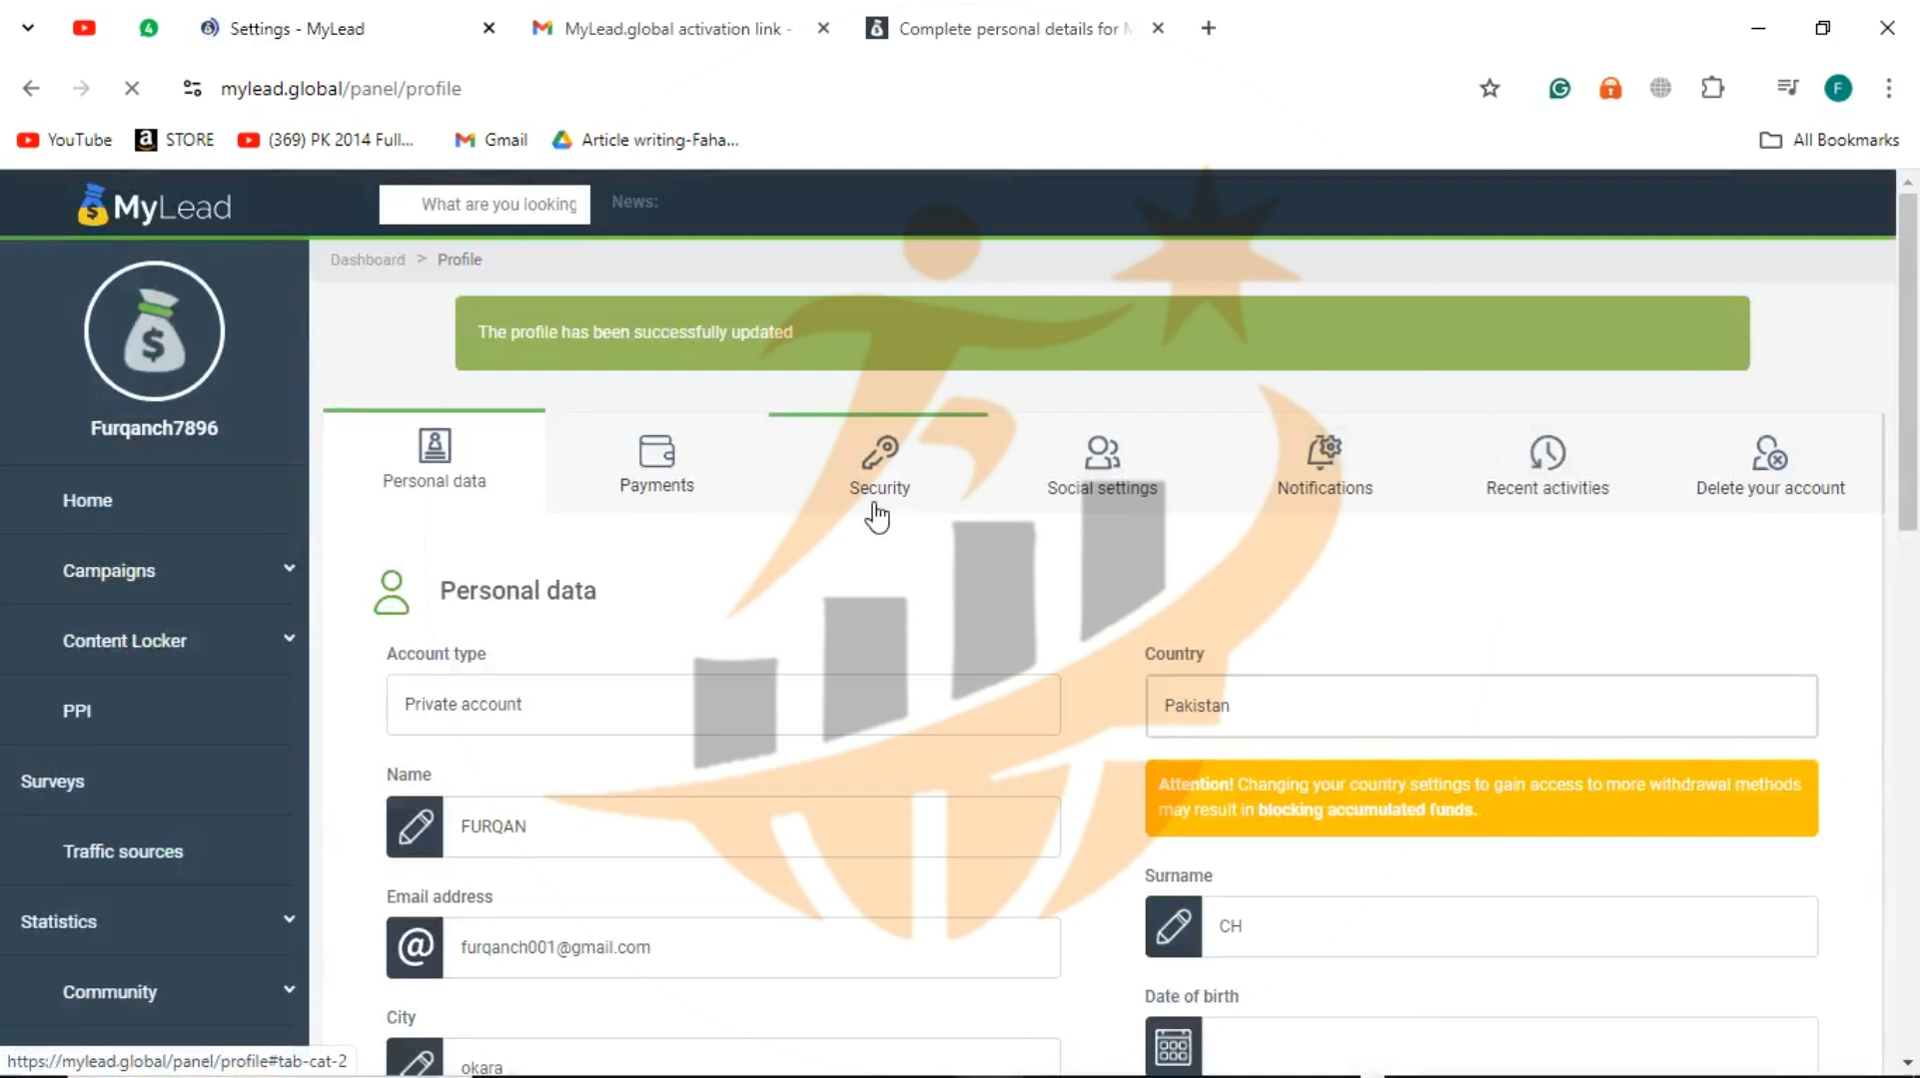 Settings - MyLead
MyLead.global activation link -
Complete personal details for M
mylead.global/panel/profile
F
YouTube
STORE
(369) PK 2014 Full...
Gmail
Article writing-Faha...
All Bookmarks
MyLead
What are you looking
News:
Dashboard > Profile
The profile has been successfully updated
Furqanch7896
Personal data
Payments
Security
Social settings
Notifications
Recent activities
Delete your account
Home
Campaigns
Content Locker
PPI
Surveys
Traffic sources
Statistics
Community
Personal data
Account type
Private account
Country
Pakistan
Attention! Changing your country settings to gain access to more withdrawal methods
may result in blocking accumulated funds.
Name
FURQAN
Surname
CH
Email address
furqanch001@gmail.com
Date of birth
City
okara
https://mylead.global/panel/profile#tab-cat-2